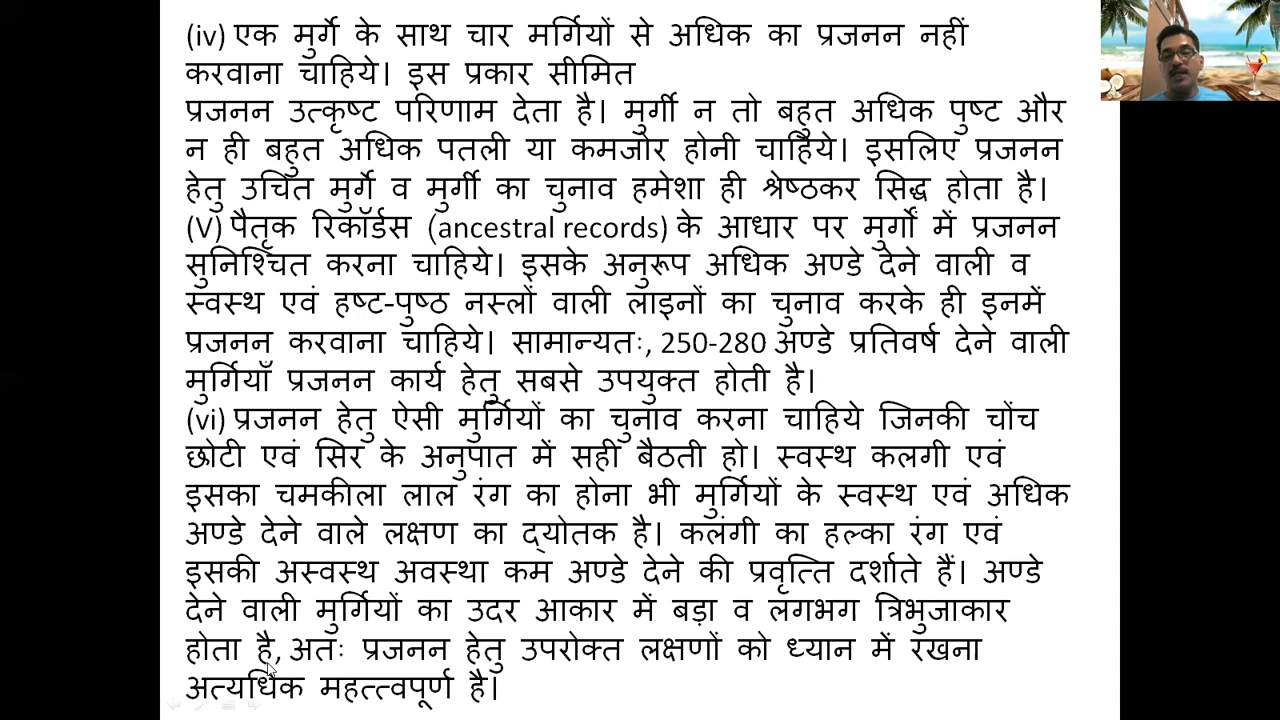 (iv) एक मुर्गे के साथ चार मर्गियों से अधिक का प्रजनन नहीं
करवाना चाहिये। इस प्रकार सीमित
प्रजनन उत्कृष्ट परिणाम देता है। मुर्गी न तो बहुत अधिक पुष्ट और
न ही बहुत अधिक पतली या कमजोर होनी चाहिये। इसलिए प्रजनन
हेतु उचित मुर्गे व मुर्गी का चुनाव हमेशा ही श्रेष्ठकर सिद्ध होता है।
(V) पैतृक रिकॉर्डस (ancestral records) के आधार पर मुर्गों में प्रजनन
सुनिश्चित करना चाहिये। इसके अनुरूप अधिक अण्डे देने वाली व
स्वस्थ एवं हष्ट-पुष्ठ नस्लों वाली लाइनों का चुनाव करके ही इनमें
प्रजनन करवाना चाहिये। सामान्यतः, 250-280 अण्डे प्रतिवर्ष देने वाली
मुर्गियाँ प्रजनन कार्य हेतु सबसे उपयुक्त होती है।
(vi) प्रजनन हेतु ऐसी मुर्गियों का चुनाव करना चाहिये जिनकी चोंच
छोटी एवं सिर के अनुपात में सही बैठती हो। स्वस्थ कलगी एवं
इसका चमकीला लाल रंग का होना भी मुर्गियों के स्वस्थ एवं अधिक
अण्डे देने वाले लक्षण का द्योतक है। कलंगी का हल्का रंग एवं
इसकी अस्वस्थ अवस्था कम अण्डे देने की प्रवृत्ति दर्शाते हैं। अण्डे
देने वाली मुर्गियों का उदर आकार में बड़ा व लगभग त्रिभुजाकार
होता है, अतः प्रजनन हेतु उपरोक्त लक्षणों को ध्यान में रखना
अत्यधिक महत्त्वपूर्ण है।